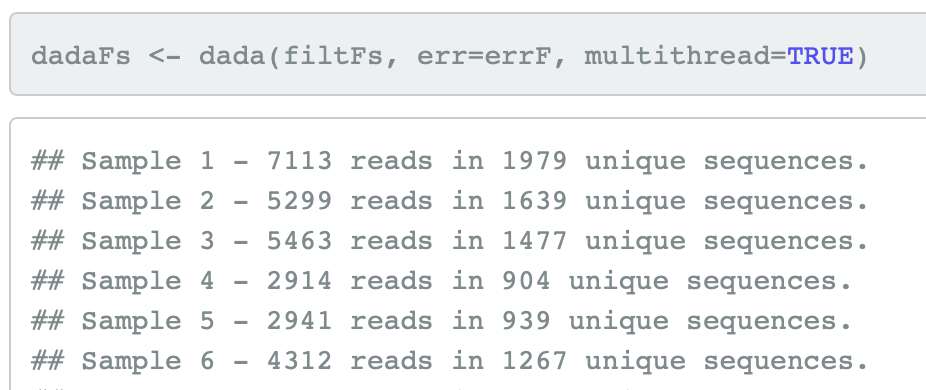 dadaFs <- dada(filtFs, err=errF, multithread=TRUE)
## Sample 1 - 7113 reads in 1979 unique sequences.
## Sample 2 - 5299 reads in 1639 unique sequences.
## Sample 3 - 5463 reads in 1477 unique sequences.
## Sample 4 - 2914 reads in 904 unique sequences.
## Sample 5 - 2941 reads in 939 unique sequences.
## Sample 6 - 4312 reads in 1267 unique sequences.